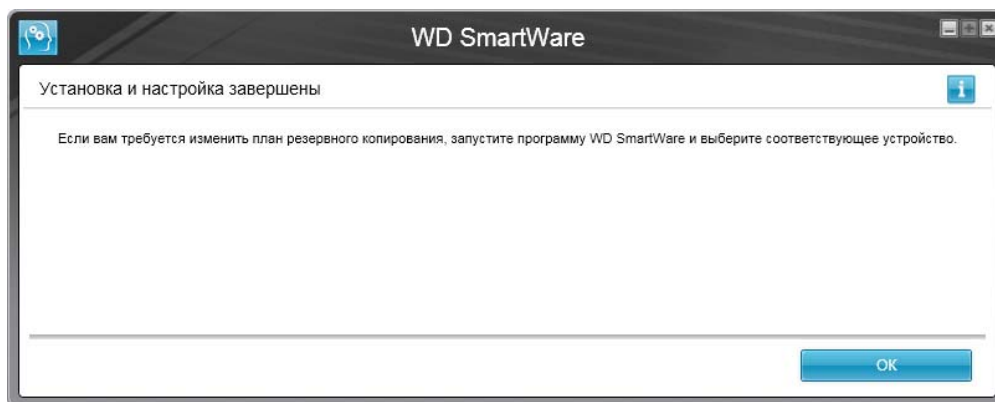 WD SmartWare
Установка и настройка завершены
Если вам требуется изменить план резервного копирования, запустите программу WD SmartWare и выберите соответствующее устройство.
OK